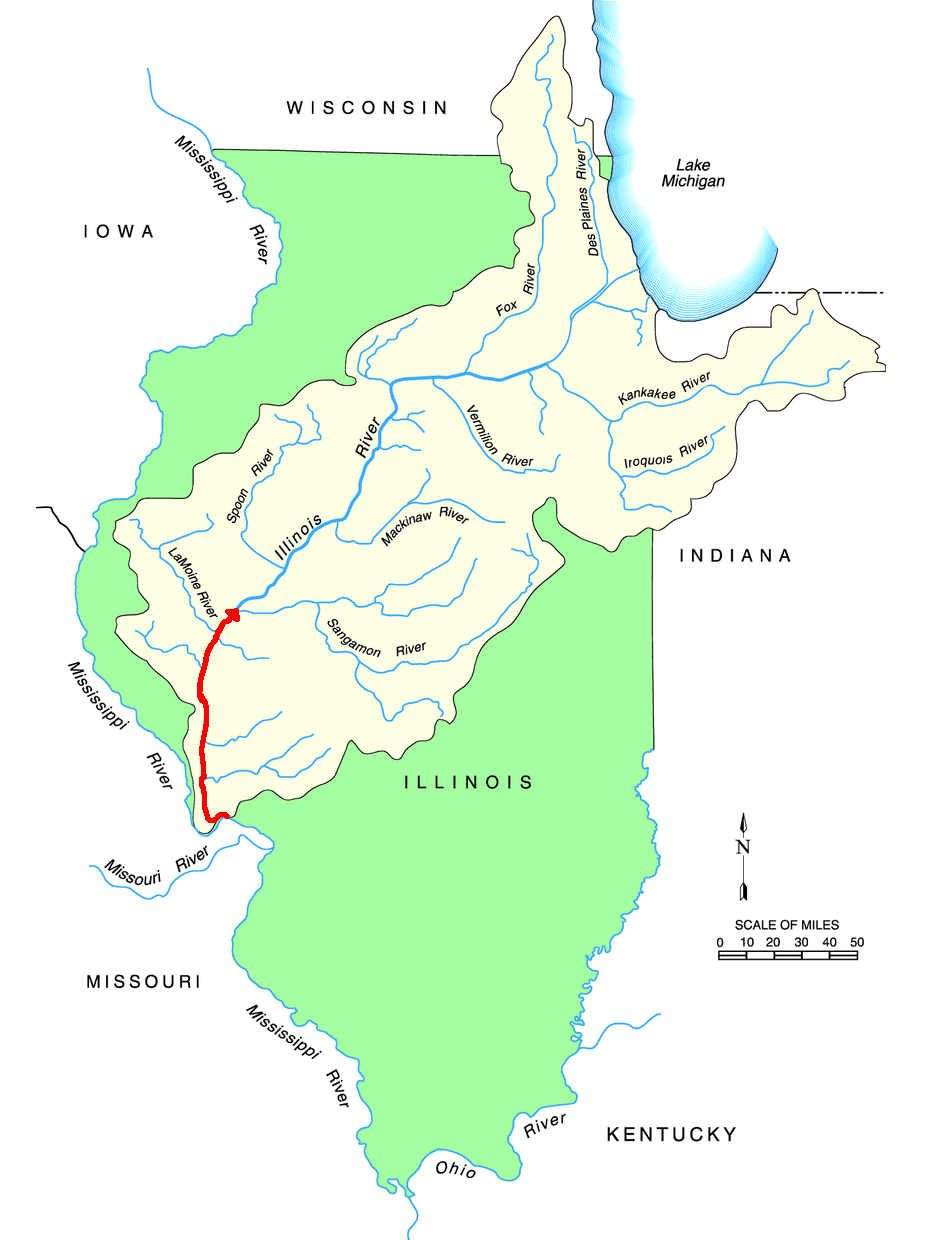 WISCONSIN
Mississippi
River
IOWA
Lake
Michigan
Des Plaines River
Fox
River
Kankakee River
Iroquois River
Vermilion River
River
Illinois
Spoon
River
Mackinaw River
LaMoine River
Sangamon River
INDIANA
Mississippi
River
ILLINOIS
Missouri River
N
SCALE OF MILES
0 10 20 30 40 50
MISSOURI
Mississippi
River
Ohio
River
KENTUCKY